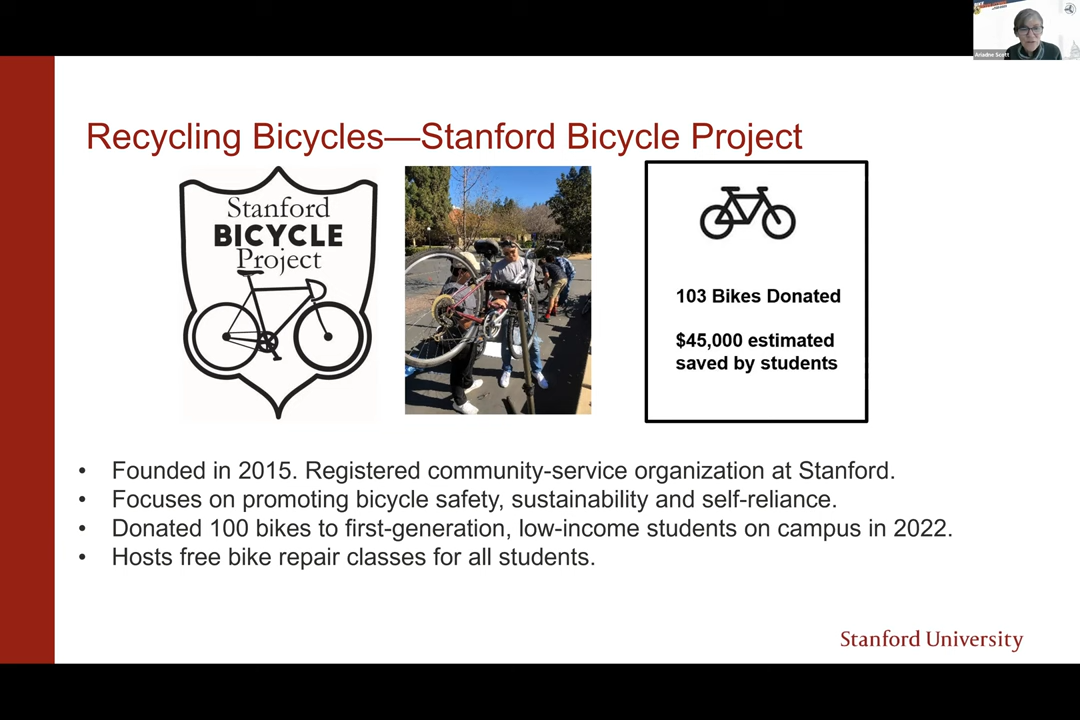 Ariadne Scott
Recycling Bicycles—Stanford Bicycle Project
Stanford
BICYCLE
Project
103 Bikes Donated
$45,000 estimated
saved by students
• Founded in 2015. Registered community-service organization at Stanford.
• Focuses on promoting bicycle safety, sustainability and self-reliance.
• Donated 100 bikes to first-generation, low-income students on campus in 2022.
• Hosts free bike repair classes for all students.
Stanford University